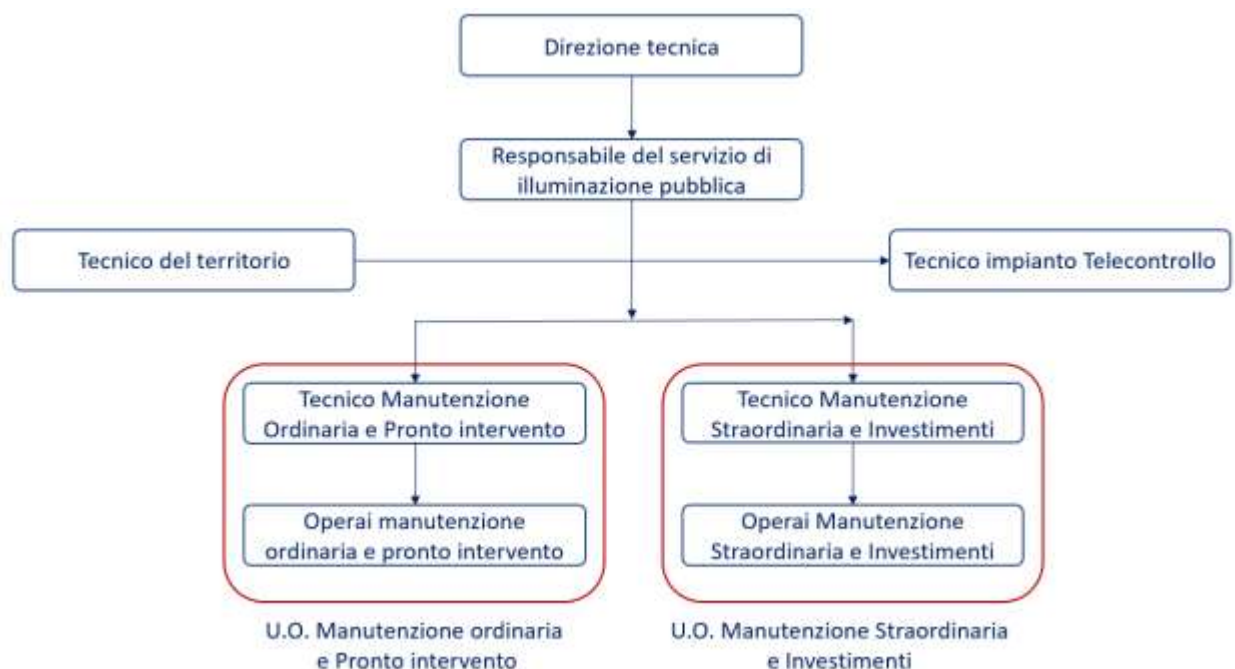 Direzione tecnica
Responsabile del servizio di
illuminazione pubblica
Tecnico del territorio
Tecnico impianto Telecontrollo
Tecnico Manutenzione
Ordinaria e Pronto intervento
Tecnico Manutenzione
Straordinaria e Investimenti
Operai manutenzione
ordinaria e pronto intervento
Operai Manutenzione
Straordinaria e Investimenti
U.O. Manutenzione ordinaria
e Pronto intervento
U.O. Manutenzione Straordinaria
e Investimenti